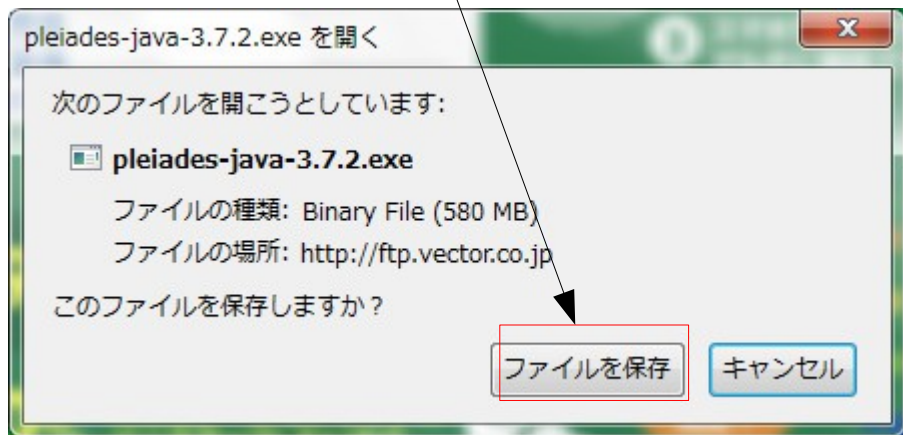 pleiades-java-3.7.2.exe を開く
次のファイルを開こうとしています:
pleiades-java-3.7.2.exe
ファイルの種類: Binary File (580 MB)
ファイルの場所: http://ftp.vector.co.jp
このファイルを保存しますか?
ファイルを保存 キャンセル